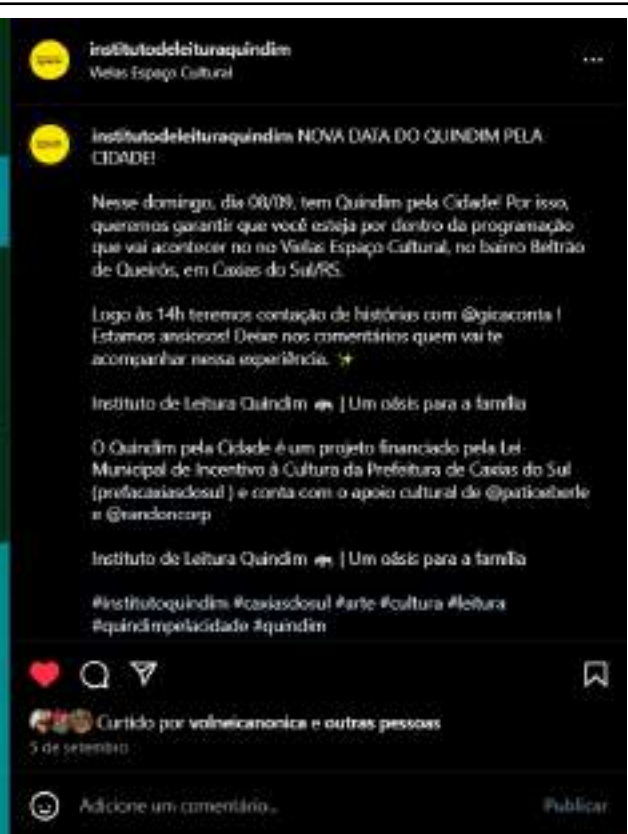 institutodeleituraquindim
Vielas Espaço Cultural
institutodeleituraquindim NOVA DATA DO QUINDIM PELA
CIDADE!
Nesse domingo, dia 08/09, tem Quindim pela Cidade! Por isso,
queremos garantir que você esteja por dentro da programação
que vai acontecer no no Vielas Espaço Cultural, no bairro Beltrão
de Queirós, em Caxias do Sul/RS.
Logo às 14h teremos contação de histórias com @gicaconta !
Estamos ansiosos! Deixe nos comentários quem vai te
acompanhar nessa experiência. ✨
Instituto de Leitura Quindim 🦏 | Um oásis para a família
O Quindim pela Cidade é um projeto financiado pela Lei
Municipal de Incentivo à Cultura da Prefeitura de Caxias do Sul
(prefacaxiasdosul ) e conta com o apoio cultural de @patioeberle
e @randoncorp
Instituto de Leitura Quindim 🦏 | Um oásis para a família
#institutoquindim #caxiasdosul #arte #cultura #leitura
#quindimpelacidade #quindim
Curtido por volneicanonica e outras pessoas
5 de setembro
Adicione um comentário... Publicar